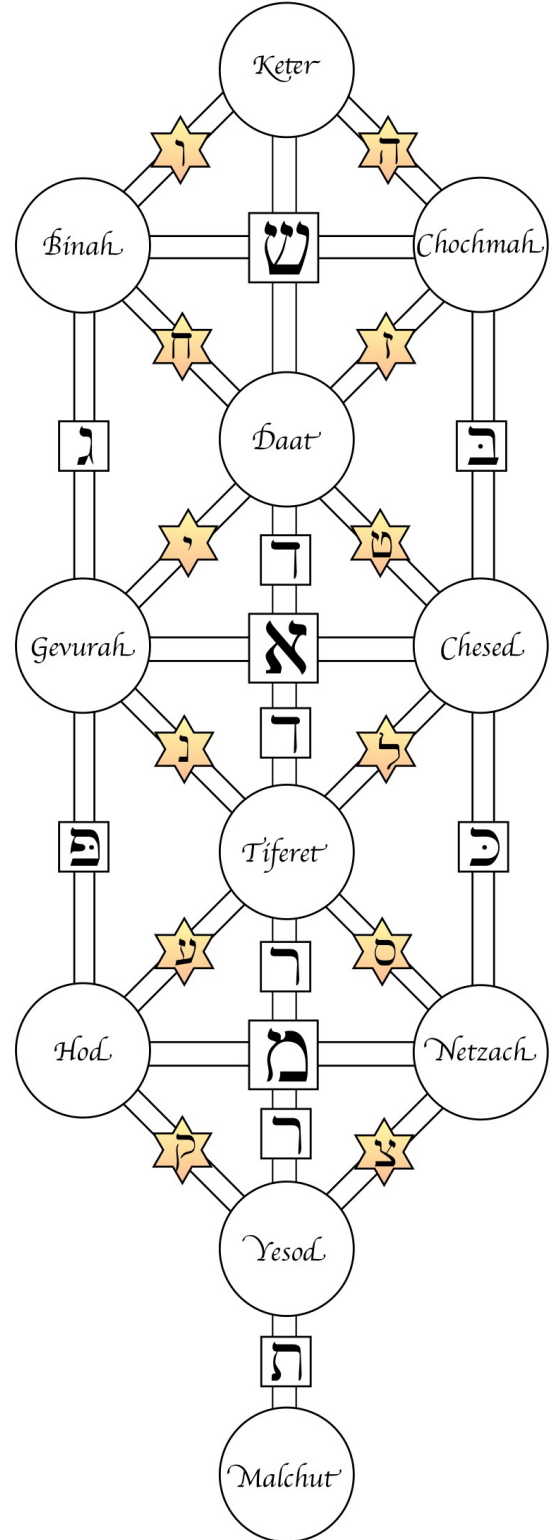 Keter
ו ה
Binah ש Chochmah
ח ז
Daat
ג בּ
י ד ט
Gevurah א Chesed
נ ד ל
פּ Tiferet כּ
ע ר ס
Hod מ Netzach
ר
ק צ
Yesod
ת
Malchut